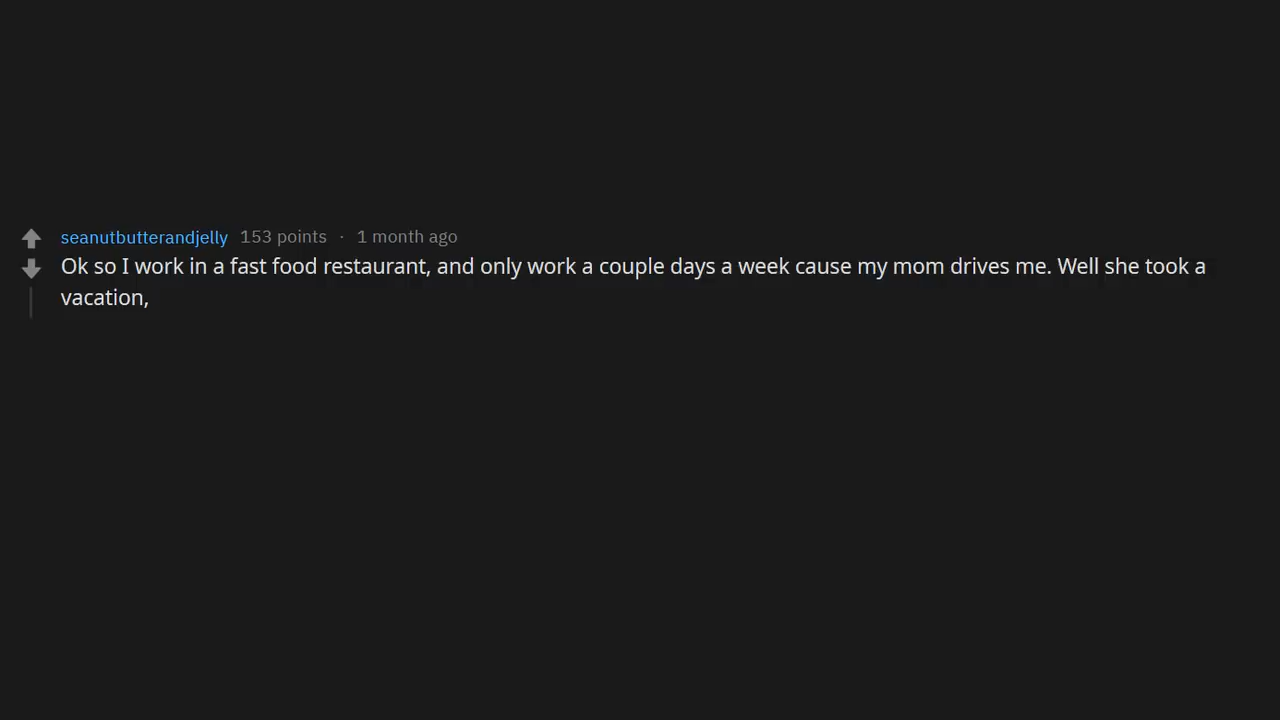 seanutbutterandjelly 153 points · 1 month ago
Ok so I work in a fast food restaurant, and only work a couple days a week cause my mom drives me. Well she took a
vacation,